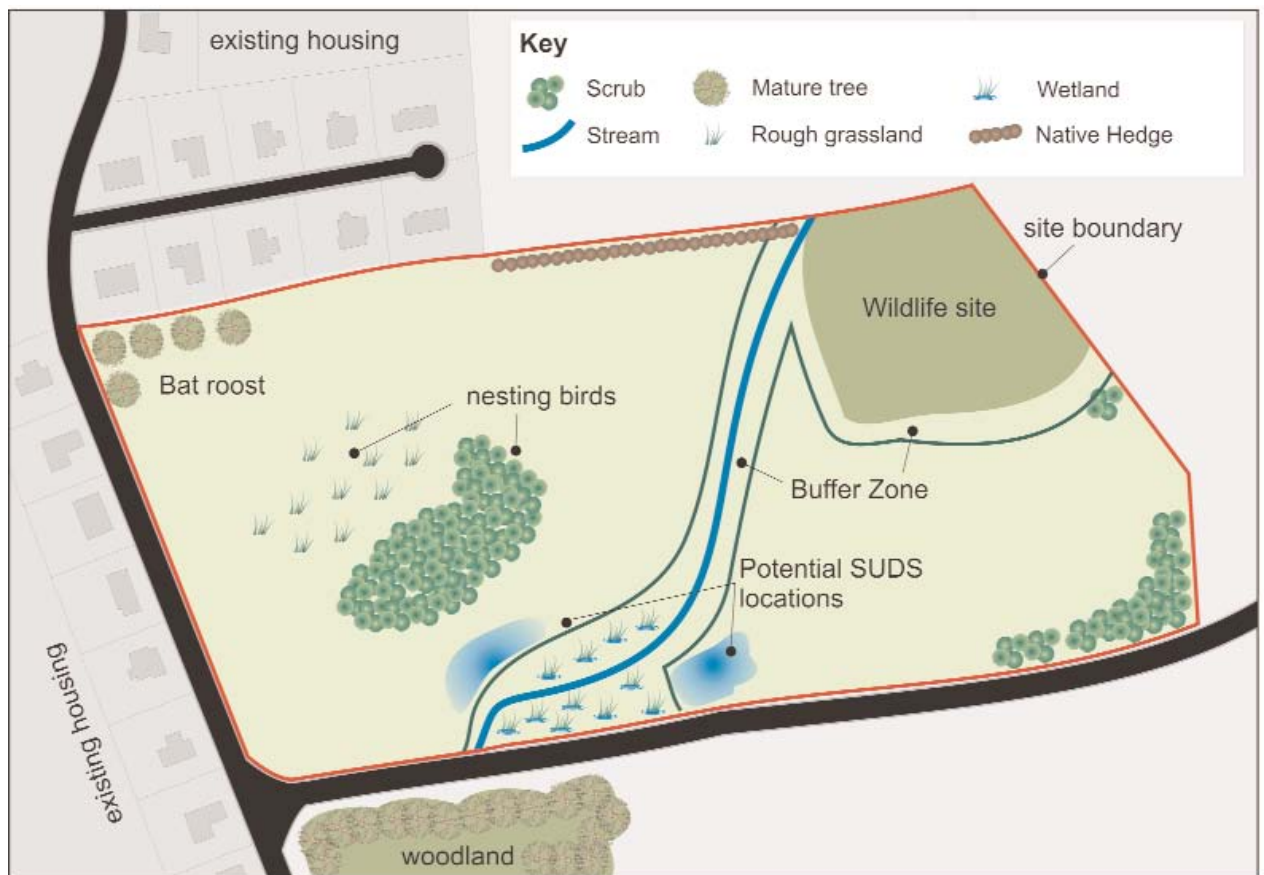 existing housing
Key
Scrub
Mature tree
Wetland
Stream
Rough grassland
Native Hedge
site boundary
Wildlife site
Bat roost
nesting birds
Buffer Zone
Potential SUDS
locations
existing housing
woodland